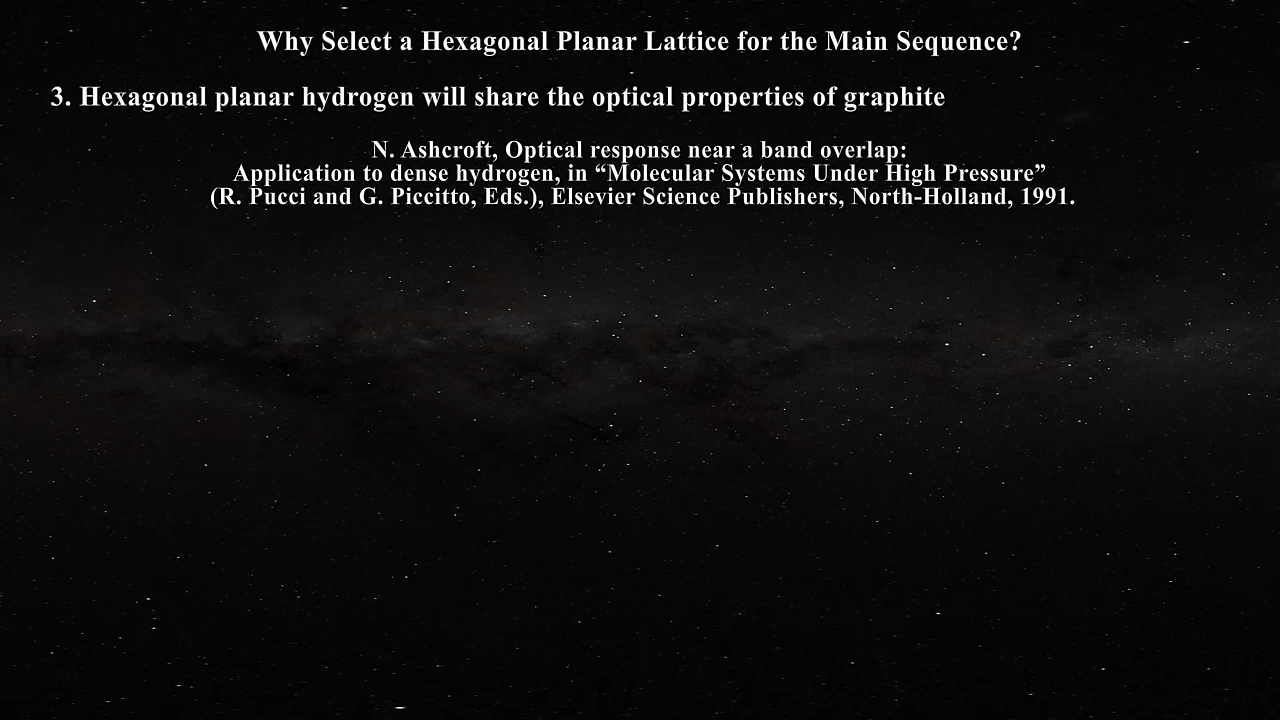 Why Select a Hexagonal Planar Lattice for the Main Sequence?
3. Hexagonal planar hydrogen will share the optical properties of graphite
N. Ashcroft, Optical response near a band overlap:
Application to dense hydrogen, in “Molecular Systems Under High Pressure”
(R. Pucci and G. Piccitto, Eds.), Elsevier Science Publishers, North-Holland, 1991.